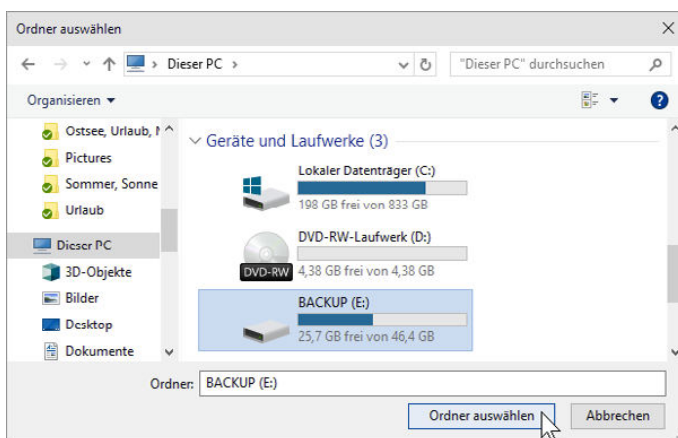 Ordner auswählen
Dieser PC
"Dieser PC" durchsuchen
Organisieren
Ostsee, Urlaub,
Pictures
Sommer, Sonne
Urlaub
Dieser PC
3D-Objekte
Bilder
Desktop
Dokumente
Geräte und Laufwerke (3)
Lokaler Datenträger (C:)
198 GB frei von 833 GB
DVD-RW-Laufwerk (D:)
DVD-RW
4,38 GB frei von 4,38 GB
BACKUP (E:)
25,7 GB frei von 46,4 GB
Ordner: BACKUP (E:)
Ordner auswählen
Abbrechen